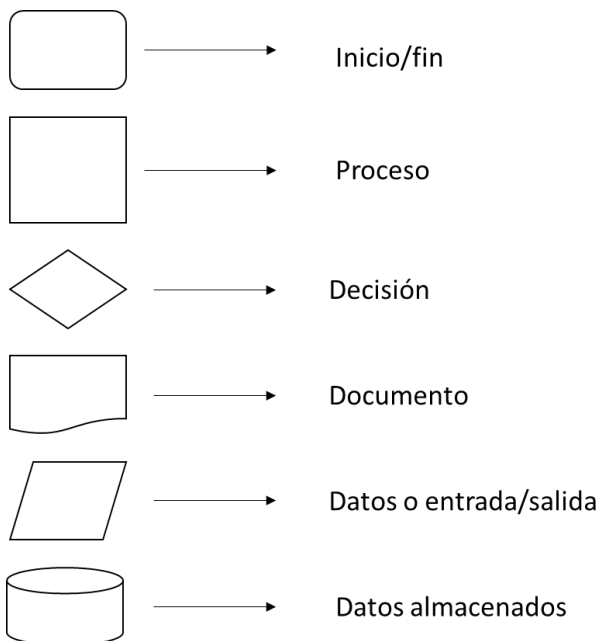 Inicio/fin
Proceso
Decisión
Documento
Datos o entrada/salida
Datos almacenados